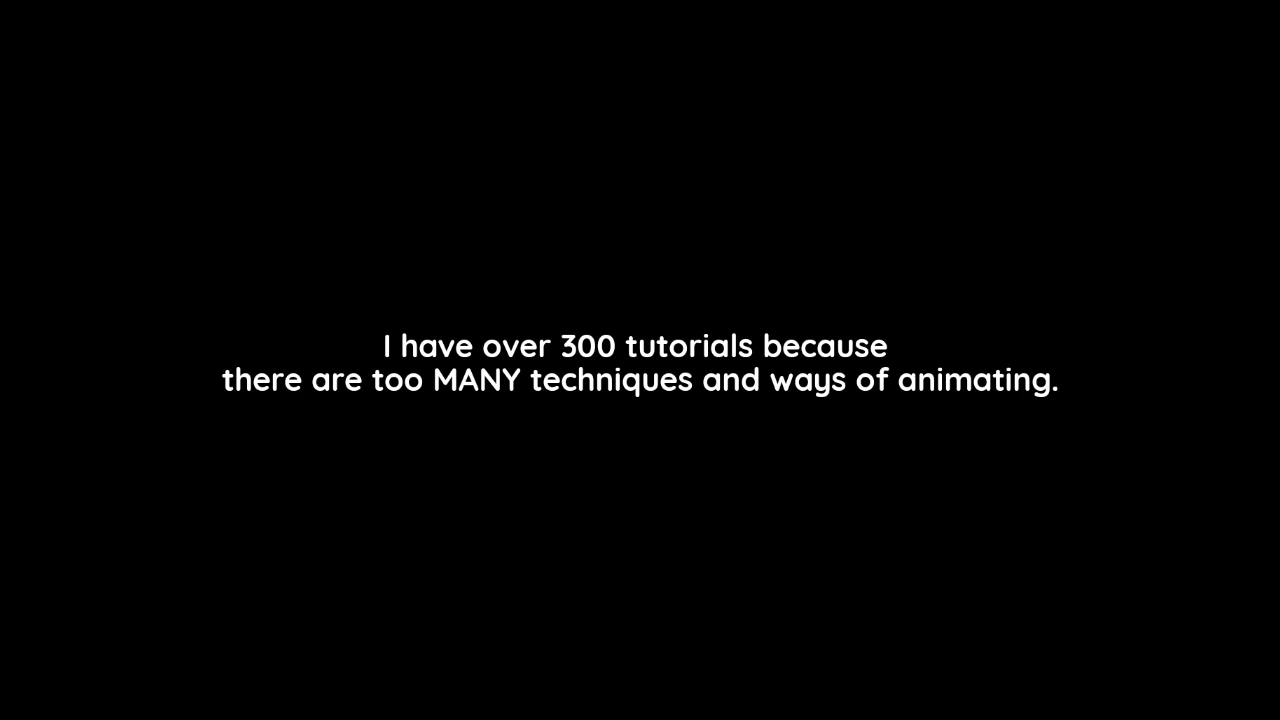 I have over 300 tutorials because
there are too MANY techniques and ways of animating.